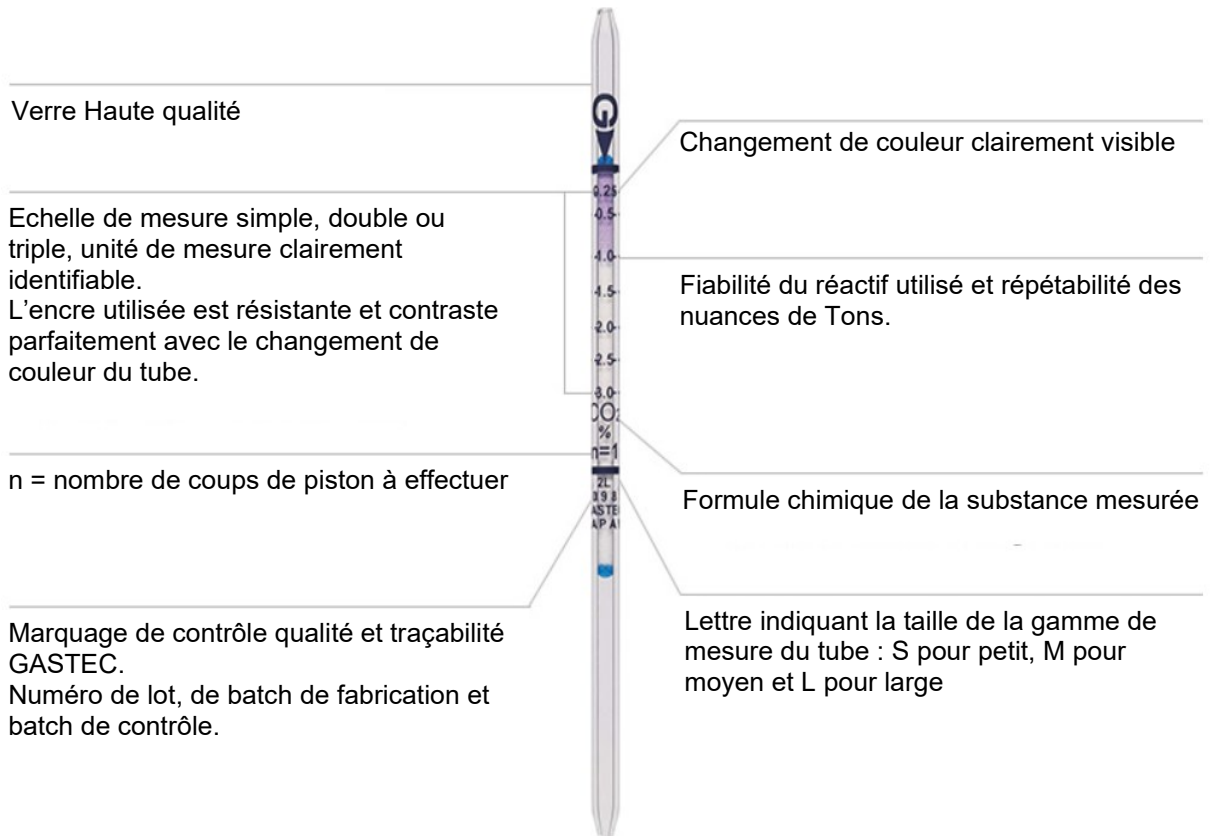 Verre Haute qualité
Echelle de mesure simple, double ou
triple, unité de mesure clairement
identifiable.
L’encre utilisée est résistante et contraste
parfaitement avec le changement de
couleur du tube.
n = nombre de coups de piston à effectuer
Marquage de contrôle qualité et traçabilité
GASTEC.
Numéro de lot, de batch de fabrication et
batch de contrôle.
G
0.25
0.5
1.0
1.5
2.0
2.5
3.0
CO₂
%
n=1
2L
Changement de couleur clairement visible
Fiabilité du réactif utilisé et répétabilité des
nuances de Tons.
Formule chimique de la substance mesurée
Lettre indiquant la taille de la gamme de
mesure du tube : S pour petit, M pour
moyen et L pour large